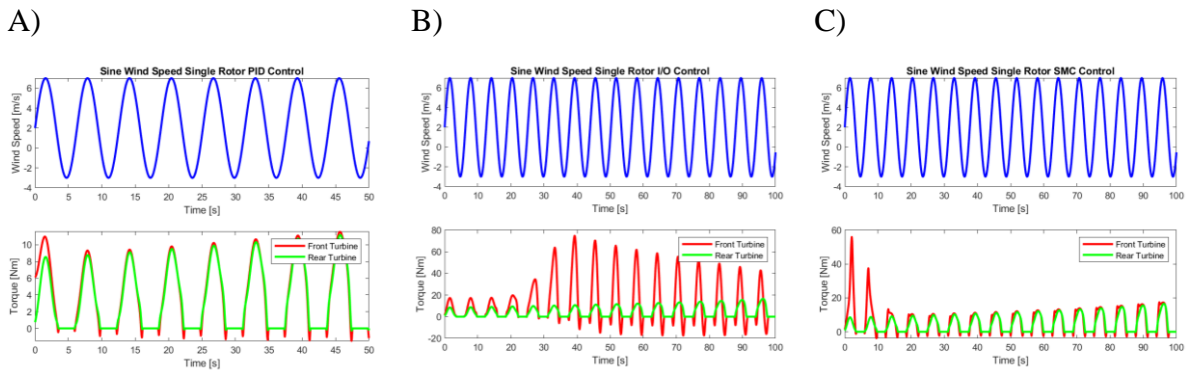 A)
B)
C)
Sine Wind Speed Single Rotor PID Control
Wind Speed [m/s]
6
4
2
0
-2
-4
0 5 10 15 20 25 30 35 40 45 50
Time [s]
Torque [Nm]
10
8
6
4
2
0
Front Turbine
Rear Turbine
0 5 10 15 20 25 30 35 40 45 50
Time [s]
Sine Wind Speed Single Rotor I/O Control
Wind Speed [m/s]
6
4
2
0
-2
-4
0 10 20 30 40 50 60 70 80 90 100
Time [s]
Torque [Nm]
80
60
40
20
0
-20
Front Turbine
Rear Turbine
0 10 20 30 40 50 60 70 80 90 100
Time [s]
Sine Wind Speed Single Rotor SMC Control
Wind Speed [m/s]
6
4
2
0
-2
-4
0 10 20 30 40 50 60 70 80 90 100
Time [s]
Torque [Nm]
60
40
20
0
Front Turbine
Rear Turbine
0 10 20 30 40 50 60 70 80 90 100
Time [s]